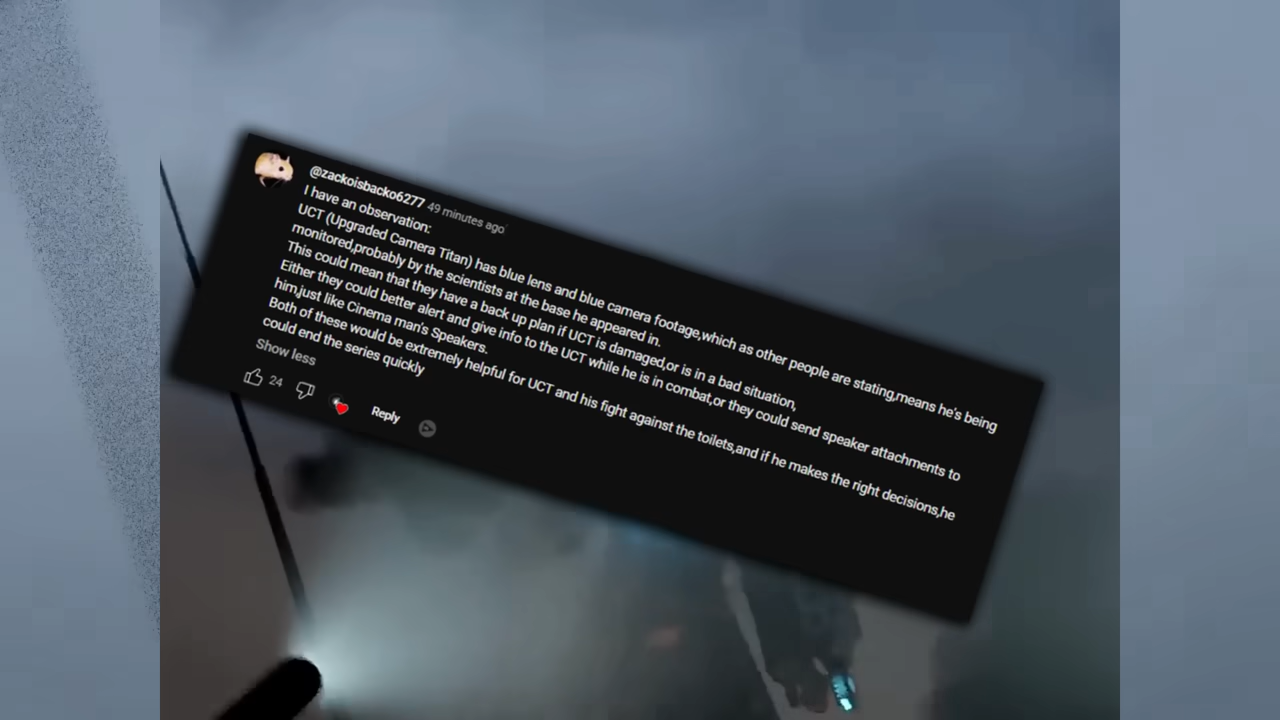 @zackoisbacko6277 49 minutes ago
I have an observation:
UCT (Upgraded Camera Titan) has blue lens and blue camera footage,which as other people are stating,means he's being
monitored,probably by the scientists at the base he appeared in.
This could mean that they have a back up plan if UCT is damaged,or is in a bad situation,
Either they could better alert and give info to the UCT while he is in combat,or they could send speaker attachments to
him,just like Cinema man's Speakers.
Both of these would be extremely helpful for UCT and his fight against the toilets,and if he makes the right decisions,he
could end the series quickly
Show less
24 Reply